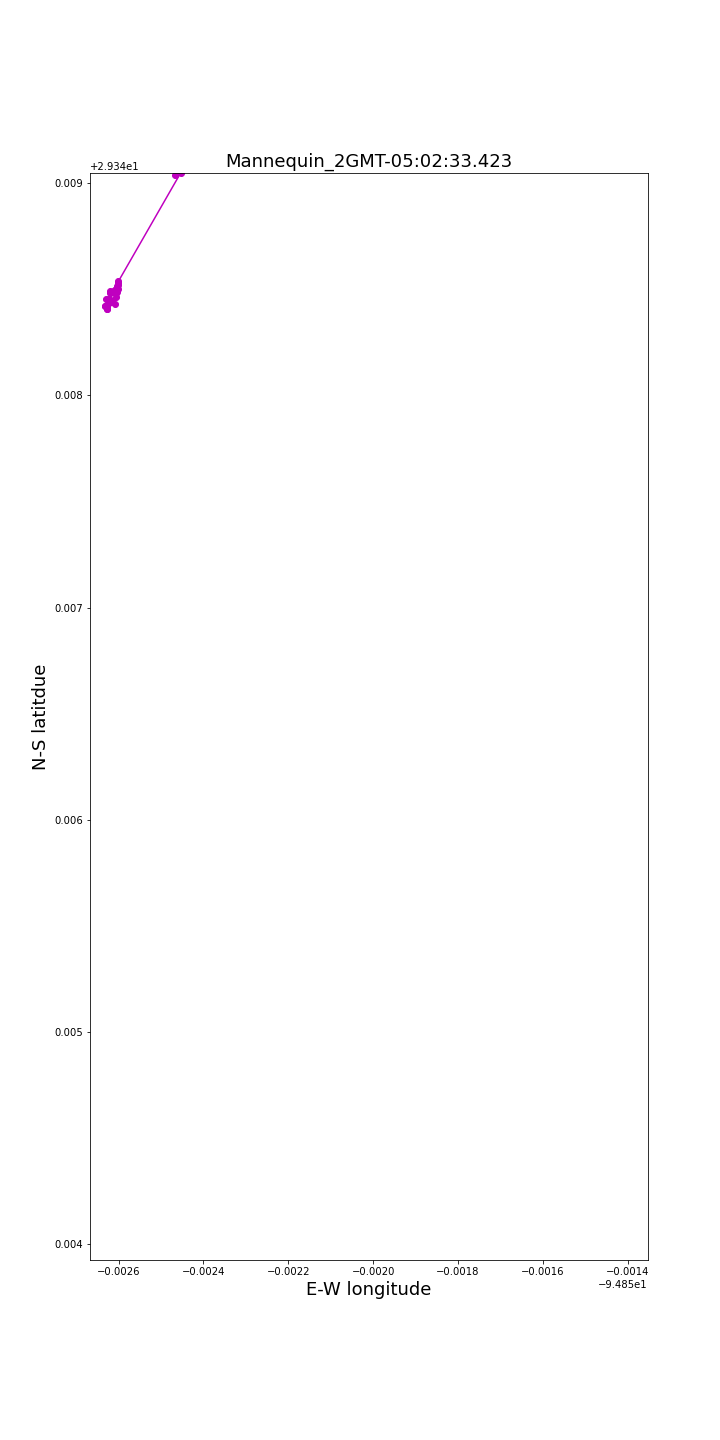 Mannequin_2GMT-05:02:33.423
+2.934e1
0.009
0.008
0.007
0.006
0.005
0.004
N-S latitdue
−0.0026 −0.0024 −0.0022 −0.0020 −0.0018 −0.0016 −0.0014
−9.485e1
E-W longitude